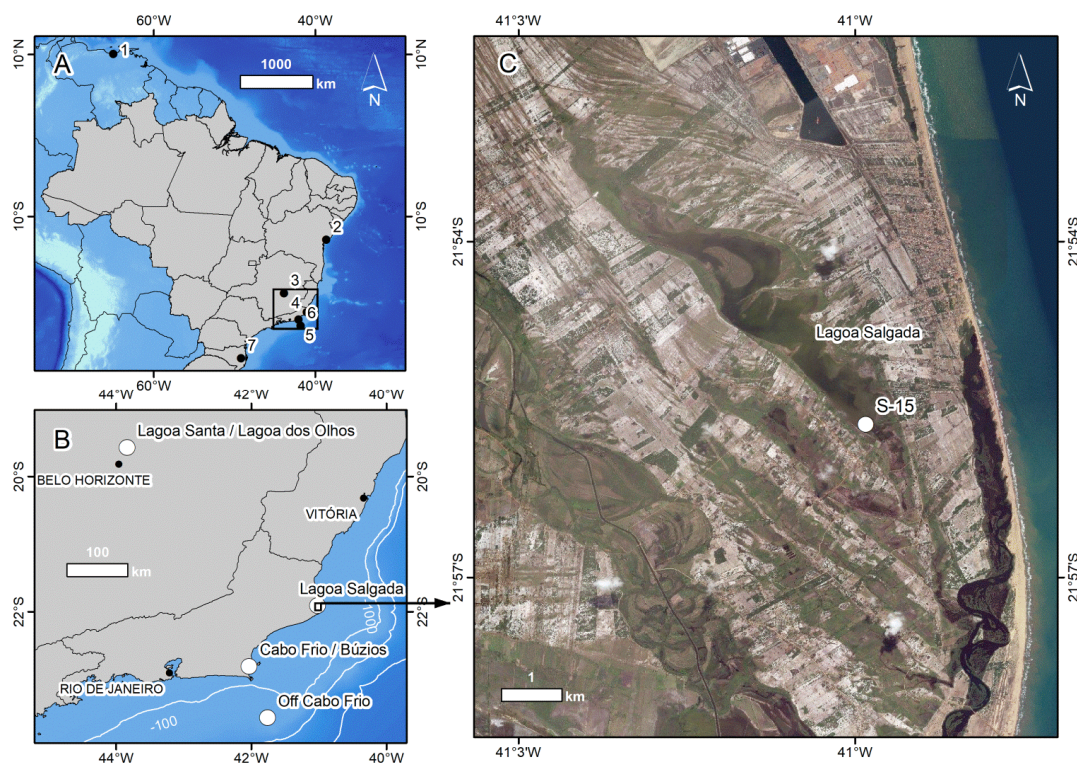 60°W
40°W
10°N
10°N
A
1
1000
km
N
10°S
10°S
2
3
4
6
5
7
60°W
40°W
44°W
42°W
40°W
B
Lagoa Santa / Lagoa dos Olhos
BELO HORIZONTE
20°S
20°S
VITÓRIA
100
km
Lagoa Salgada
22°S
22°S
-1000
Cabo Frio / Búzios
RIO DE JANEIRO
Off Cabo Frio
-100
44°W
42°W
40°W
41°3'W
41°W
C
N
21°54'S
21°54'S
Lagoa Salgada
S-15
21°57'S
21°57'S
1
km
41°3'W
41°W